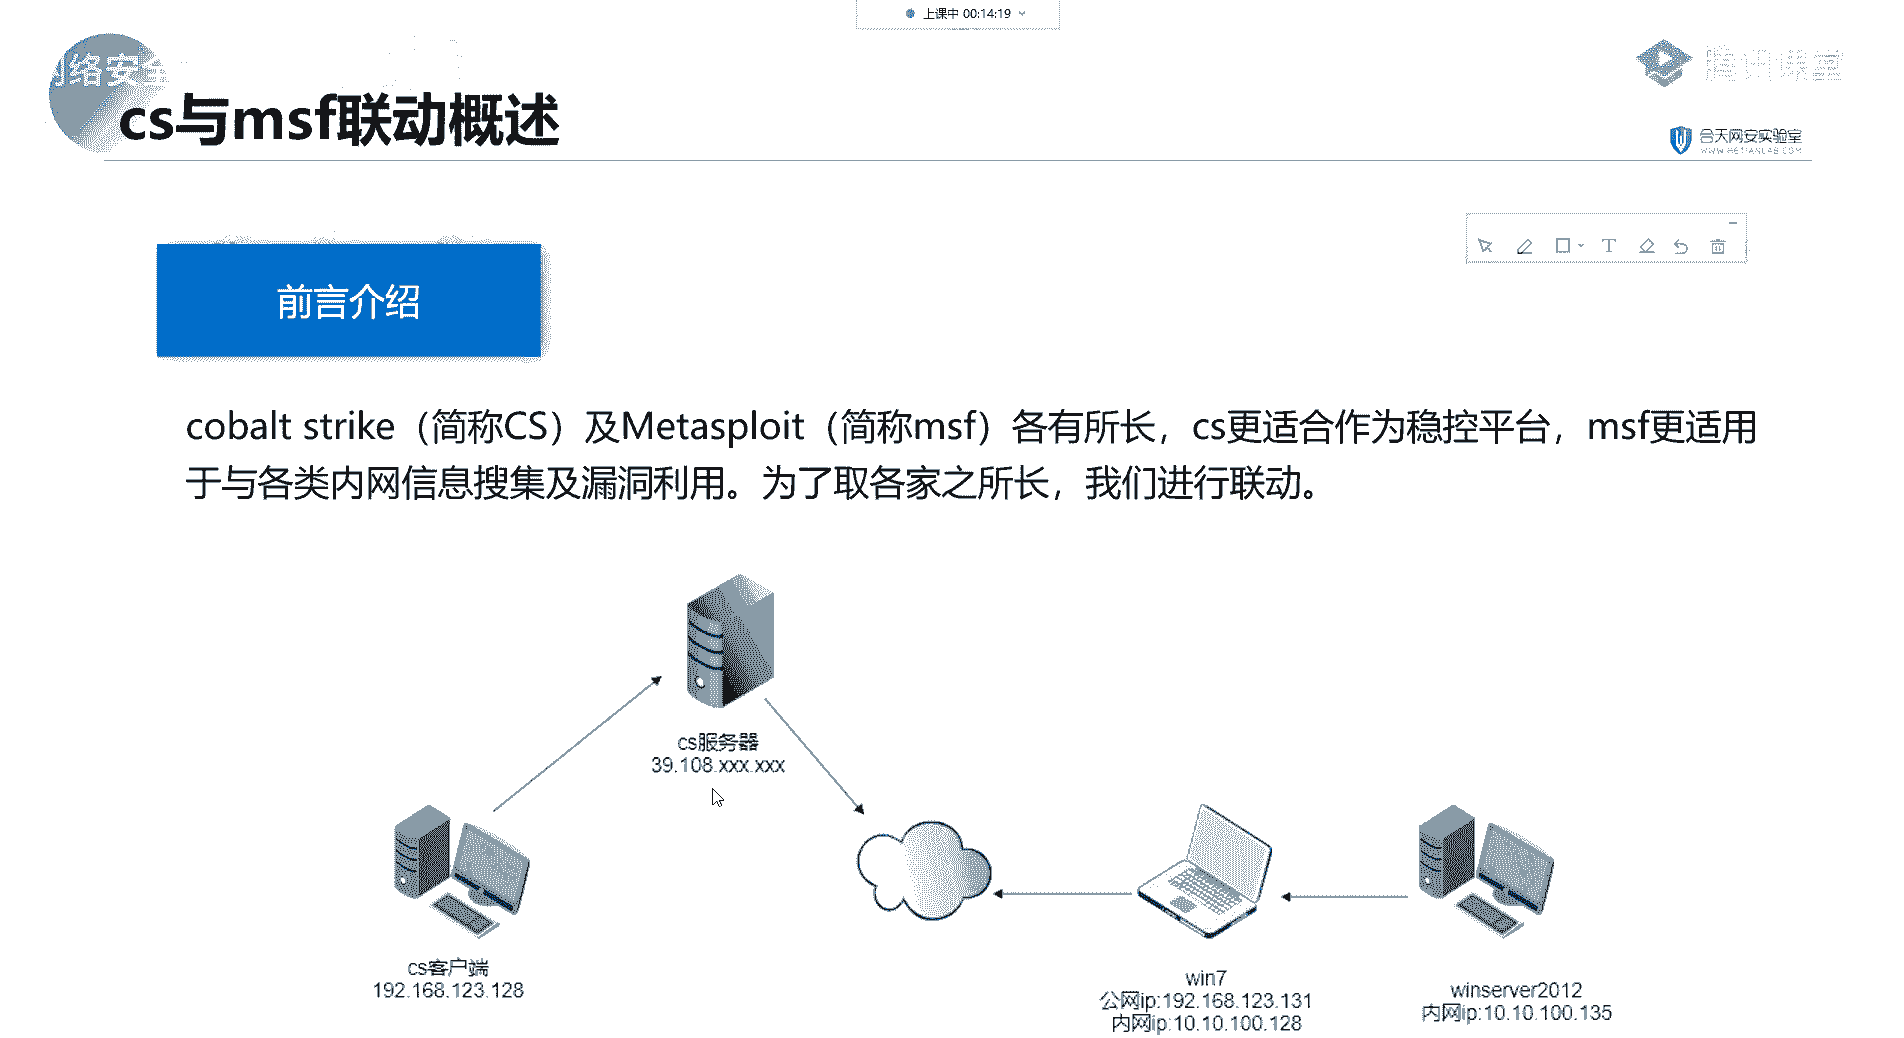 上课中 00:14:19
网络安全
腾讯课堂
cs与msf联动概述
合天网安实验室
WWW.HETIANLAB.COM
前言介绍
cobalt strike（简称CS）及Metasploit（简称msf）各有所长，cs更适合作为稳控平台，msf更适用
于与各类内网信息搜集及漏洞利用。为了取各家之所长，我们进行联动。
cs服务器
39.108.xxx.xxx
cs客户端
192.168.123.128
win7
公网ip:192.168.123.131
内网ip:10.10.100.128
winserver2012
内网ip:10.10.100.135